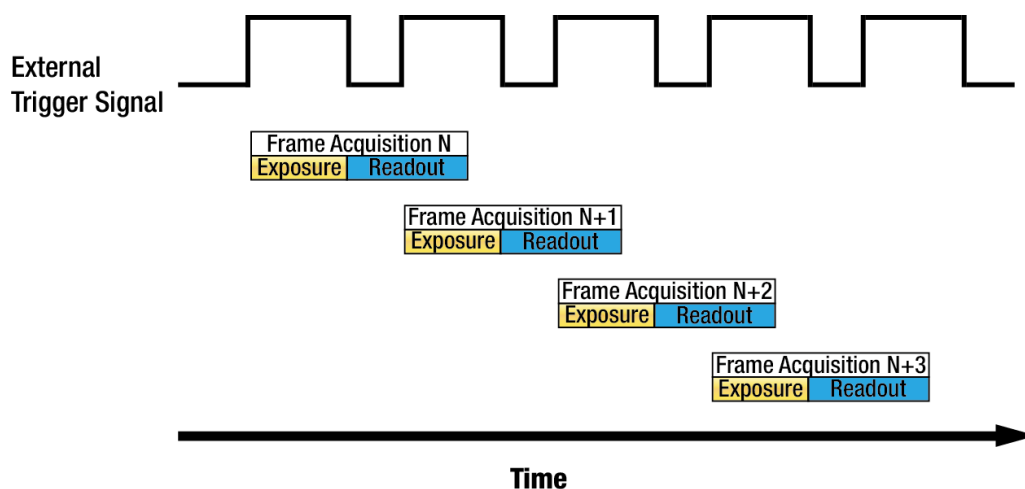 External
Trigger Signal
Frame Acquisition N
Exposure Readout
Frame Acquisition N+1
Exposure Readout
Frame Acquisition N+2
Exposure Readout
Frame Acquisition N+3
Exposure Readout
Time